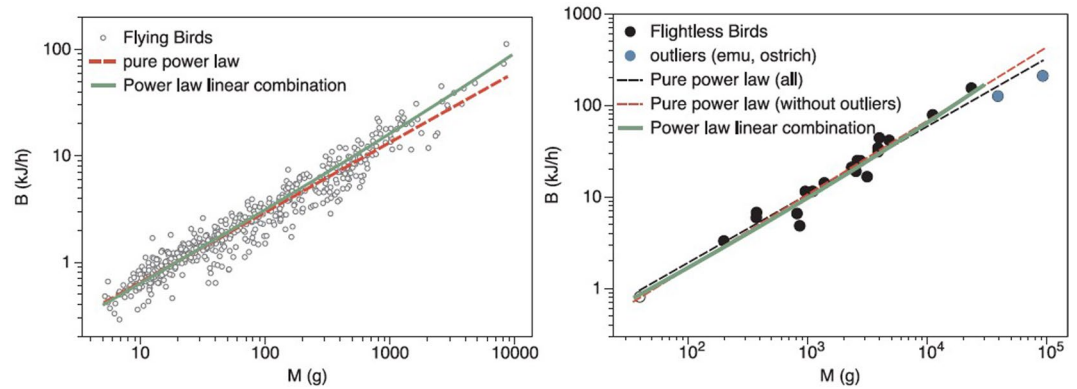 Flying Birds
pure power law
Power law linear combination
100
10
1
B (kJ/h)
10
100
1000
10000
M (g)
Flightless Birds
outliers (emu, ostrich)
Pure power law (all)
Pure power law (without outliers)
Power law linear combination
1000
100
10
1
B (kJ/h)
10²
10³
10⁴
10⁵
M (g)